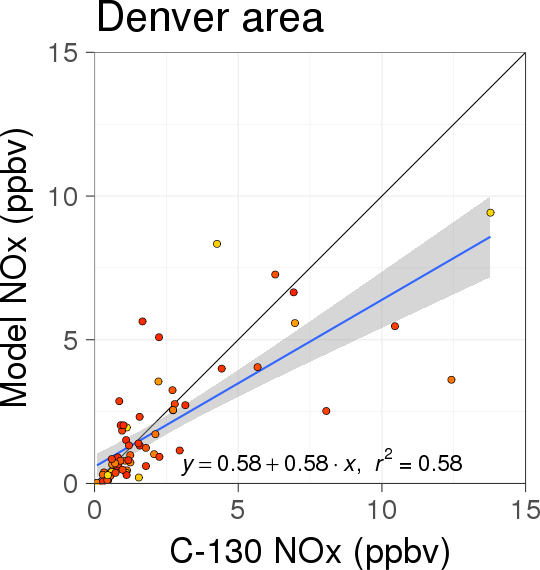 Denver area
Model NOx (ppbv)
15
10
5
0
y = 0.58 + 0.58 · x, r² = 0.58
0 5 10 15
C-130 NOx (ppbv)